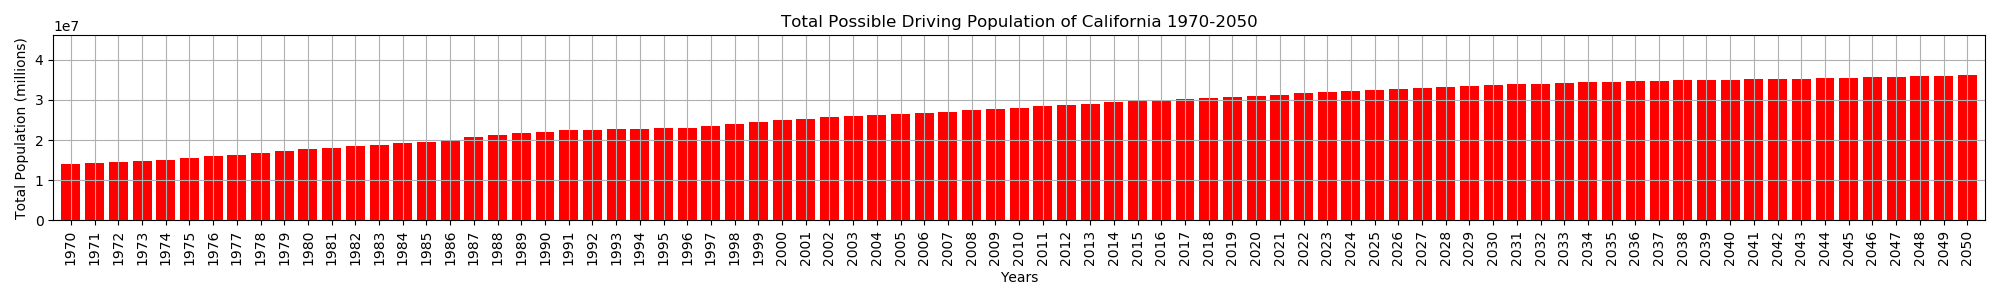 Total Possible Driving Population of California 1970-2050
1e7
Total Population (millions)
4
3
2
1
0
1970 1971 1972 1973 1974 1975 1976 1977 1978 1979 1980 1981 1982 1983 1984 1985 1986 1987 1988 1989 1990 1991 1992 1993 1994 1995 1996 1997 1998 1999 2000 2001 2002 2003 2004 2005 2006 2007 2008 2009 2010 2011 2012 2013 2014 2015 2016 2017 2018 2019 2020 2021 2022 2023 2024 2025 2026 2027 2028 2029 2030 2031 2032 2033 2034 2035 2036 2037 2038 2039 2040 2041 2042 2043 2044 2045 2046 2047 2048 2049 2050
Years